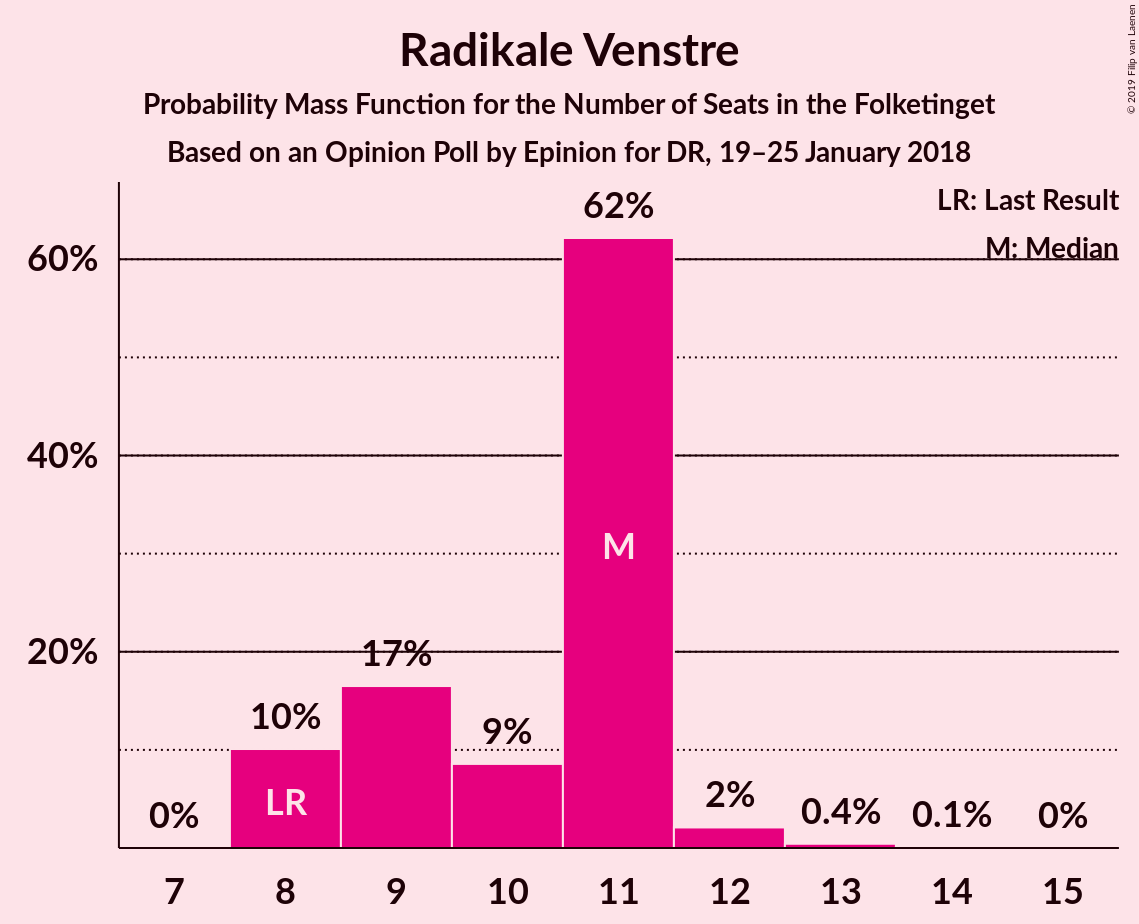 Radikale Venstre
Probability Mass Function for the Number of Seats in the Folketinget
Based on an Opinion Poll by Epinion for DR, 19–25 January 2018
© 2019 Filip van Laenen
LR: Last Result
M: Median
60%
40%
20%
0%
10%
17%
9%
62%
2%
0.4%
0.1%
0%
LR
M
7 8 9 10 11 12 13 14 15